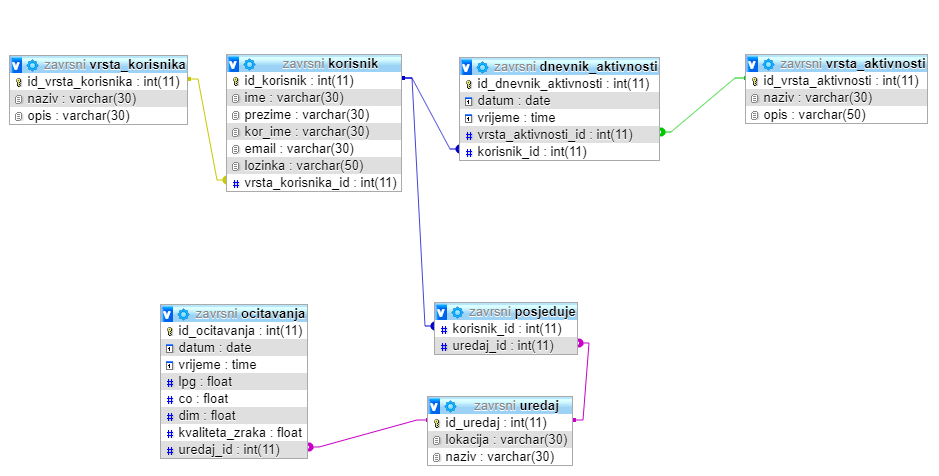 zavrsni vrsta_korisnika
id_vrsta_korisnika : int(11)
naziv : varchar(30)
opis : varchar(30)
zavrsni korisnik
id_korisnik : int(11)
ime : varchar(30)
prezime : varchar(30)
kor_ime : varchar(30)
email : varchar(30)
lozinka : varchar(50)
vrsta_korisnika_id : int(11)
zavrsni dnevnik_aktivnosti
id_dnevnik_aktivnosti : int(11)
datum : date
vrijeme : time
vrsta_aktivnosti_id : int(11)
korisnik_id : int(11)
zavrsni vrsta_aktivnosti
id_vrsta_aktivnosti : int(11)
naziv : varchar(30)
opis : varchar(50)
zavrsni ocitavanja
id_ocitavanja : int(11)
datum : date
vrijeme : time
lpg : float
co : float
dim : float
kvaliteta_zraka : float
uredaj_id : int(11)
zavrsni posjeduje
korisnik_id : int(11)
uredaj_id : int(11)
zavrsni uredaj
id_uredaj : int(11)
lokacija : varchar(30)
naziv : varchar(30)